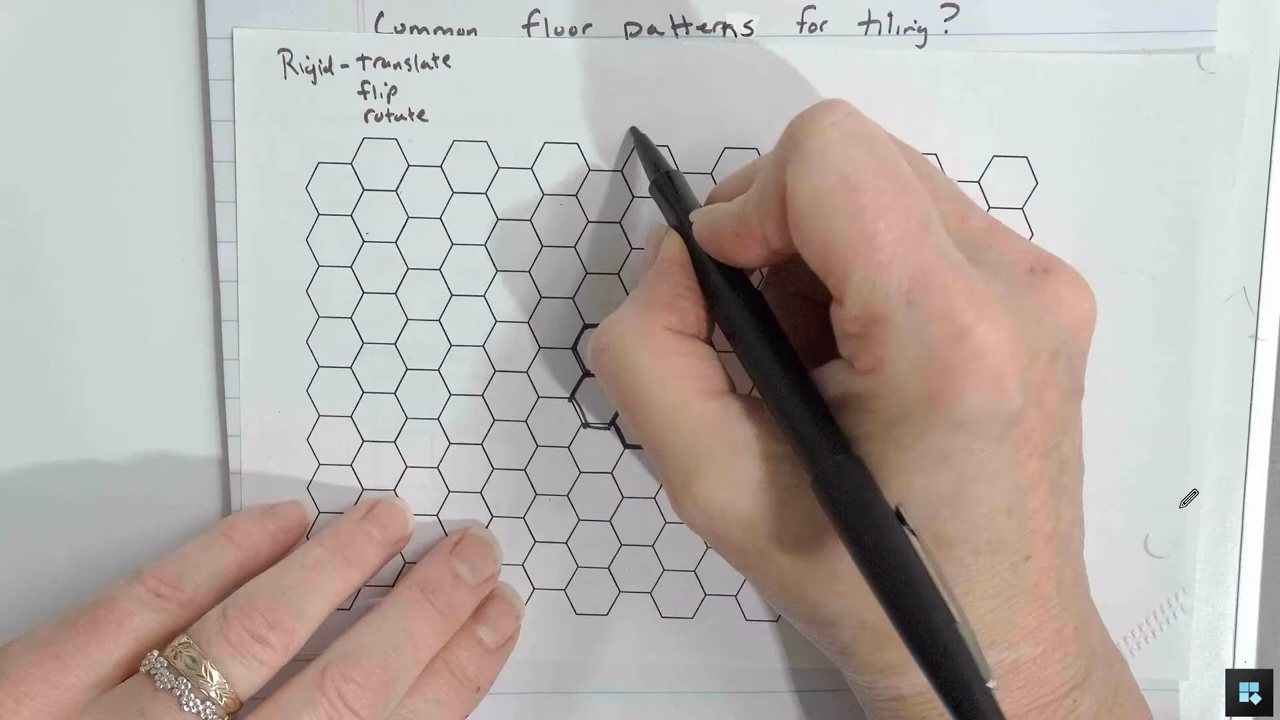 Common floor patterns for tiling?
Rigid - translate
flip
rotate